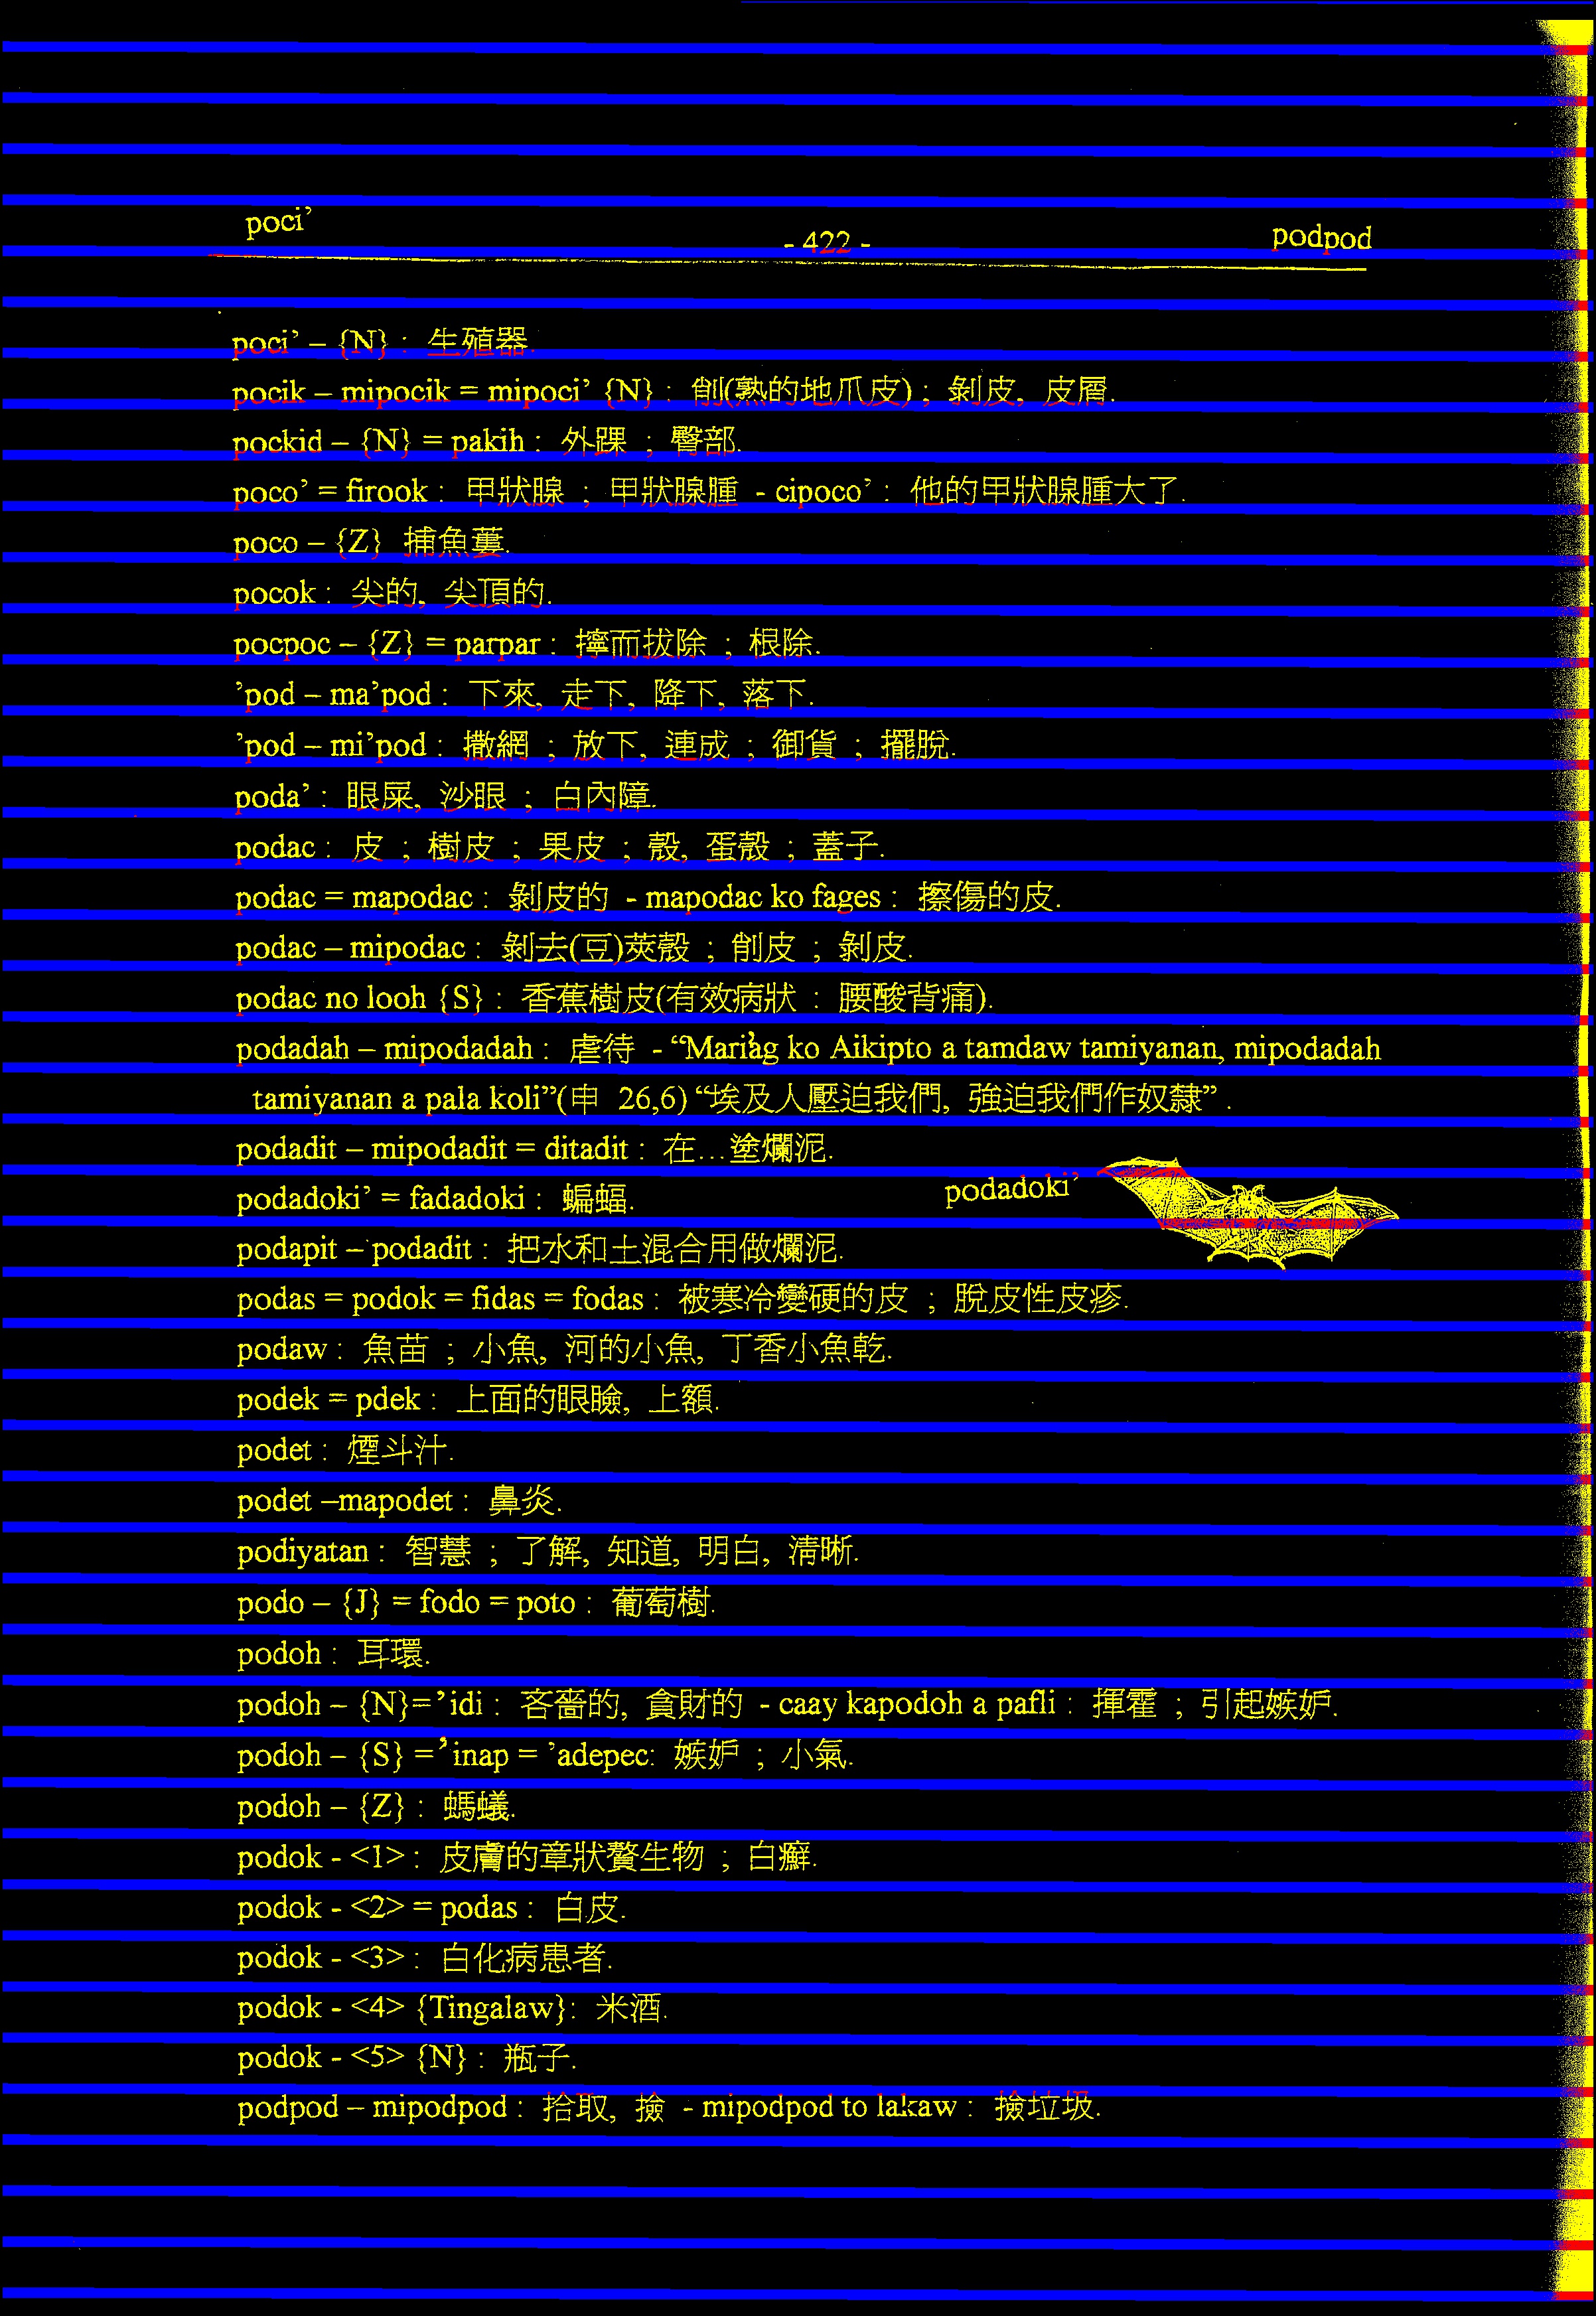 poci’
- 422 -
podpod
poci’ – {N} : 生殖器.
pocik – mipocik = mipoci’ {N} : 削(熟的地爪皮) ; 剝皮, 皮屑.
pockid – {N} = pakih : 外踝 ; 臀部.
poco’ = firook : 甲狀腺 ; 甲狀腺腫 - cipoco’ : 他的甲狀腺腫大了.
poco – {Z} 捕魚蔞.
pocok : 尖的, 尖頂的.
pocpoc – {Z} = parpar : 擰而拔除 ; 根除.
’pod – ma’pod : 下來, 走下, 降下, 落下.
’pod – mi’pod : 撒網 ; 放下, 連成 ; 御貨 ; 擺脫.
poda’ : 眼屎, 沙眼 ; 白內障.
podac : 皮 ; 樹皮 ; 果皮 ; 殼, 蛋殼 ; 蓋子.
podac = mapodac : 剝皮的 - mapodac ko fages : 擦傷的皮.
podac – mipodac : 剝去(豆)莢殼 ; 削皮 ; 剝皮.
podac no looh {S} : 香蕉樹皮(有效病狀 : 腰酸背痛).
podadah – mipodadah : 虐待 - “Mari’ag ko Aikipto a tamdaw tamiyanan, mipodadah
tamiyanan a pala koli”(申 26,6) “埃及人壓迫我們, 強迫我們作奴隸” .
podadit – mipodadit = ditadit : 在…塗爛泥.
podadoki’ = fadadoki : 蝙蝠.
podadoki’
podapit – podadit : 把水和土混合用做爛泥.
podas = podok = fidas = fodas : 被寒冷變硬的皮 ; 脫皮性皮疹.
podaw : 魚苗 ; 小魚, 河的小魚, 丁香小魚乾.
podek = pdek : 上面的眼瞼, 上額.
podet : 煙斗汁.
podet –mapodet : 鼻炎.
podiyatan : 智慧 ; 了解, 知道, 明白, 清晰.
podo – {J} = fodo = poto : 葡萄樹.
podoh : 耳環.
podoh – {N}=’idi : 吝嗇的, 貪財的 - caay kapodoh a pafli : 揮霍 ; 引起嫉妒.
podoh – {S} =’inap = ’adepec: 嫉妒 ; 小氣.
podoh – {Z} : 螞蟻.
podok - <1> : 皮膚的章狀贅生物 ; 白癬.
podok - <2> = podas : 白皮.
podok - <3> : 白化病患者.
podok - <4> {Tingalaw}: 米酒.
podok - <5> {N} : 瓶子.
podpod – mipodpod : 拾取, 撿 - mipodpod to lakaw : 撿垃圾.